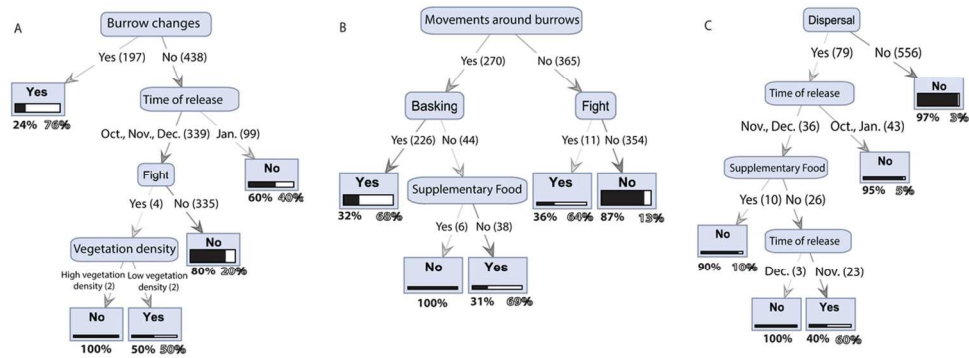 A
Burrow changes
Yes (197) No (438)
Yes
24% 76%
Time of release
Oct., Nov., Dec. (339) Jan. (99)
Fight
No
60% 40%
Yes (4) No (335)
Vegetation density
No
80% 20%
High vegetation density (2) Low vegetation density (2)
No
100%
Yes
50% 50%
B
Movements around burrows
Yes (270) No (365)
Basking
Fight
Yes (226) No (44)
Yes (11) No (354)
Yes
32% 68%
Supplementary Food
Yes
36% 64%
No
87% 13%
Yes (6) No (38)
No
100%
Yes
31% 69%
C
Dispersal
Yes (79) No (556)
Time of release
No
97% 3%
Nov., Dec. (36) Oct., Jan. (43)
Supplementary Food
No
95% 5%
Yes (10) No (26)
No
90% 10%
Time of release
Dec. (3) Nov. (23)
No
100%
Yes
40% 60%